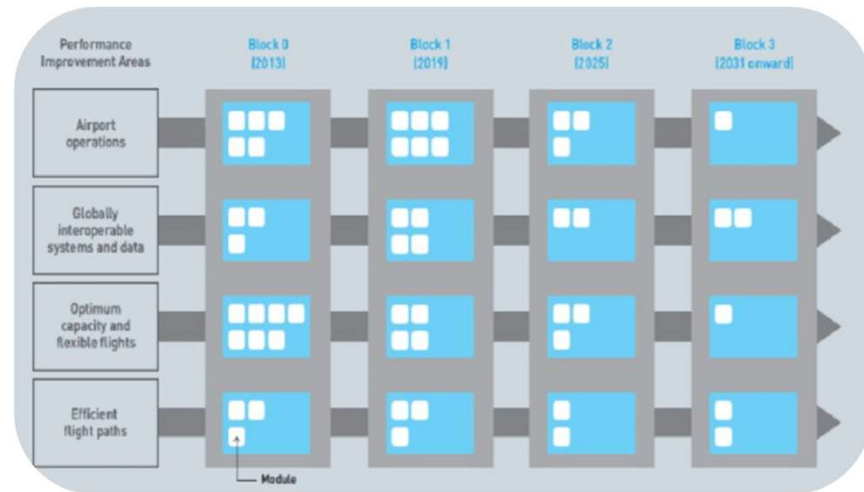 Performance
Improvement Areas
Block 0
(2013)
Block 1
(2019)
Block 2
(2025)
Block 3
(2031 onward)
Airport
operations
Globally
interoperable
systems and data
Optimum
capacity and
flexible flights
Efficient
flight paths
Module